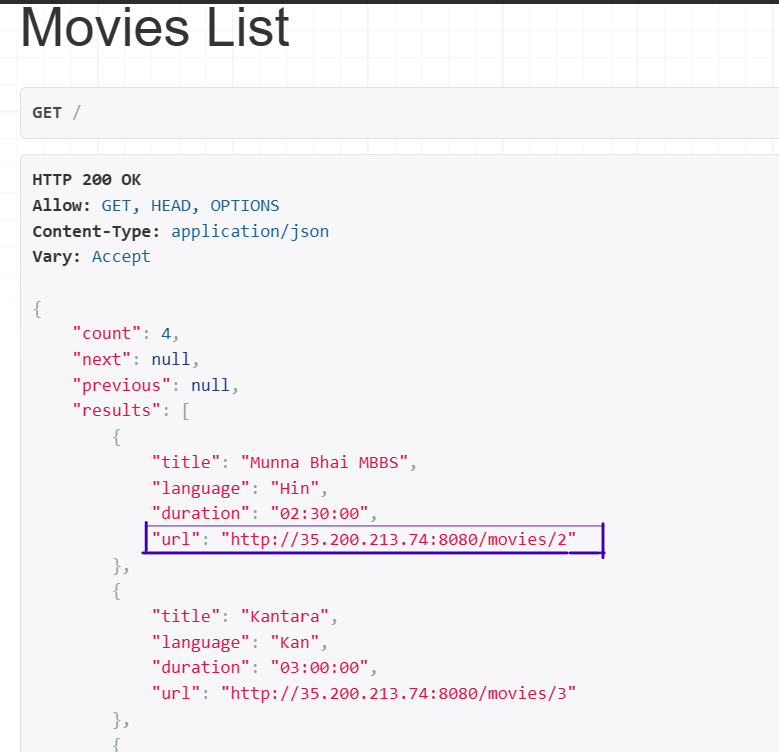 Movies List
GET /
HTTP 200 OK
Allow: GET, HEAD, OPTIONS
Content-Type: application/json
Vary: Accept
{
"count": 4,
"next": null,
"previous": null,
"results": [
{
"title": "Munna Bhai MBBS",
"language": "Hin",
"duration": "02:30:00",
"url": "http://35.200.213.74:8080/movies/2"
},
{
"title": "Kantara",
"language": "Kan",
"duration": "03:00:00",
"url": "http://35.200.213.74:8080/movies/3"
},
{